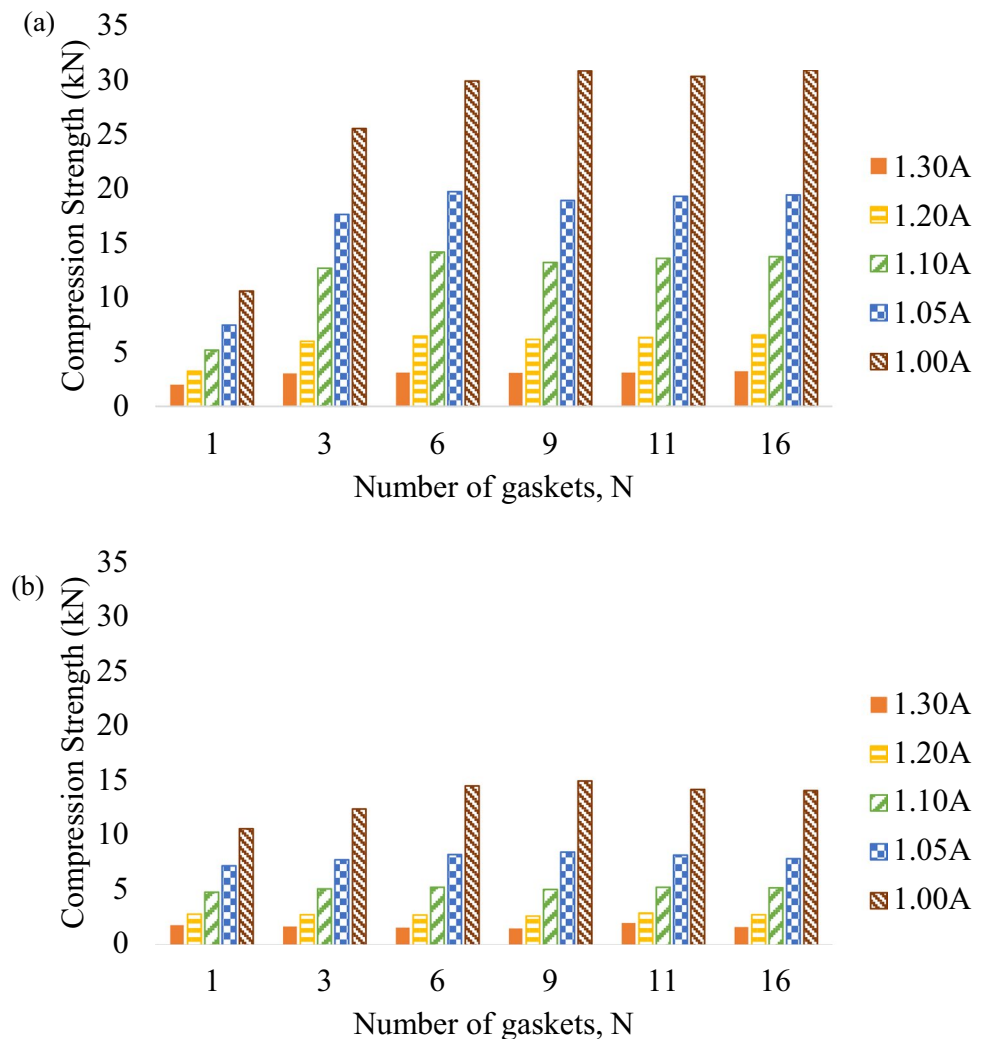 (a)
Compression Strength (kN)
35
30
25
20
15
10
5
0
1 3 6 9 11 16
Number of gaskets, N
1.30A
1.20A
1.10A
1.05A
1.00A
(b)
Compression Strength (kN)
35
30
25
20
15
10
5
0
1 3 6 9 11 16
Number of gaskets, N
1.30A
1.20A
1.10A
1.05A
1.00A